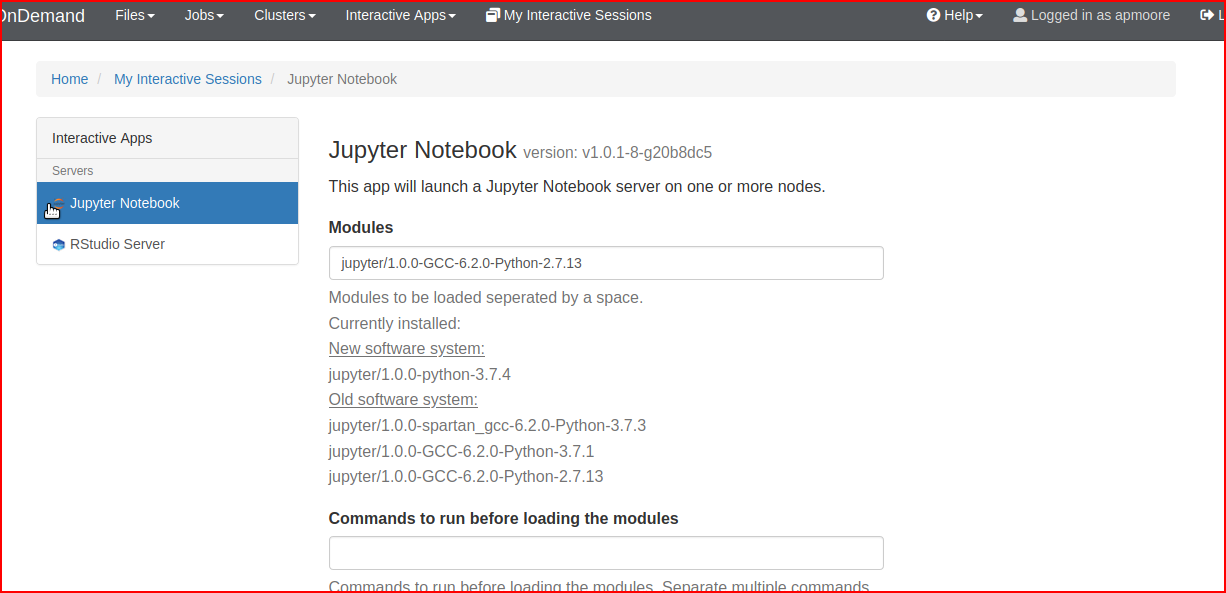 OnDemand Files Jobs Clusters Interactive Apps My Interactive Sessions Help Logged in as apmoore
Home / My Interactive Sessions / Jupyter Notebook
Interactive Apps
Servers
Jupyter Notebook
RStudio Server
Jupyter Notebook version: v1.0.1-8-g20b8dc5
This app will launch a Jupyter Notebook server on one or more nodes.
Modules
jupyter/1.0.0-GCC-6.2.0-Python-2.7.13
Modules to be loaded seperated by a space.
Currently installed:
New software system:
jupyter/1.0.0-python-3.7.4
Old software system:
jupyter/1.0.0-spartan_gcc-6.2.0-Python-3.7.3
jupyter/1.0.0-GCC-6.2.0-Python-3.7.1
jupyter/1.0.0-GCC-6.2.0-Python-2.7.13
Commands to run before loading the modules
Commands to run before loading the modules. Separate multiple commands